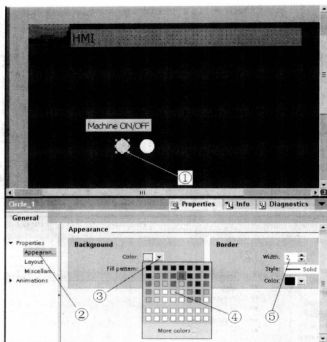 HMI
Machine ON/OFF
①
Circle_1
Properties
Info
Diagnostics
General
Properties
Appearan...
Layout
Miscellan..
Animations
Appearance
Background
Color:
Fill pattern:
More colors...
Border
Width: 2
Style: Solid
Color:
②
③
④
⑤